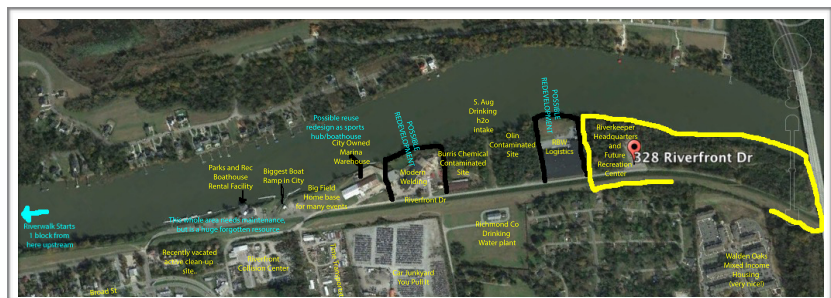 S. Aug
Drinking
h2o
intake
POSSIBLE
REDEVELOPMENT
Possible reuse
redesign as sports
hub/boathouse
City Owned
Marina
Warehouse
POSSIBLE
REDEVELOPMENT
Olin
Contaminated
Site
RBW
Logistics
Riverkeeper
Headquarters
and
Future
Recreation
Center
328 Riverfront Dr
Burris Chemical
Contaminated
Site
Parks and Rec
Boathouse
Rental Facility
Biggest Boat
Ramp in City
Modern
Welding
Big Field
Home base
for many events
Riverfront Dr
Riverwalk Starts
1 block from
here upstream
This whole area needs maintenance,
but is a huge forgotten resource
Richmond Co
Drinking
Water plant
Recently vacated
active clean-up
site.
Riverfront
Collision Center
Car Junkyard
You Pull It
Walden Oaks
Mixed Income
Housing
(very nice!)
Broad St